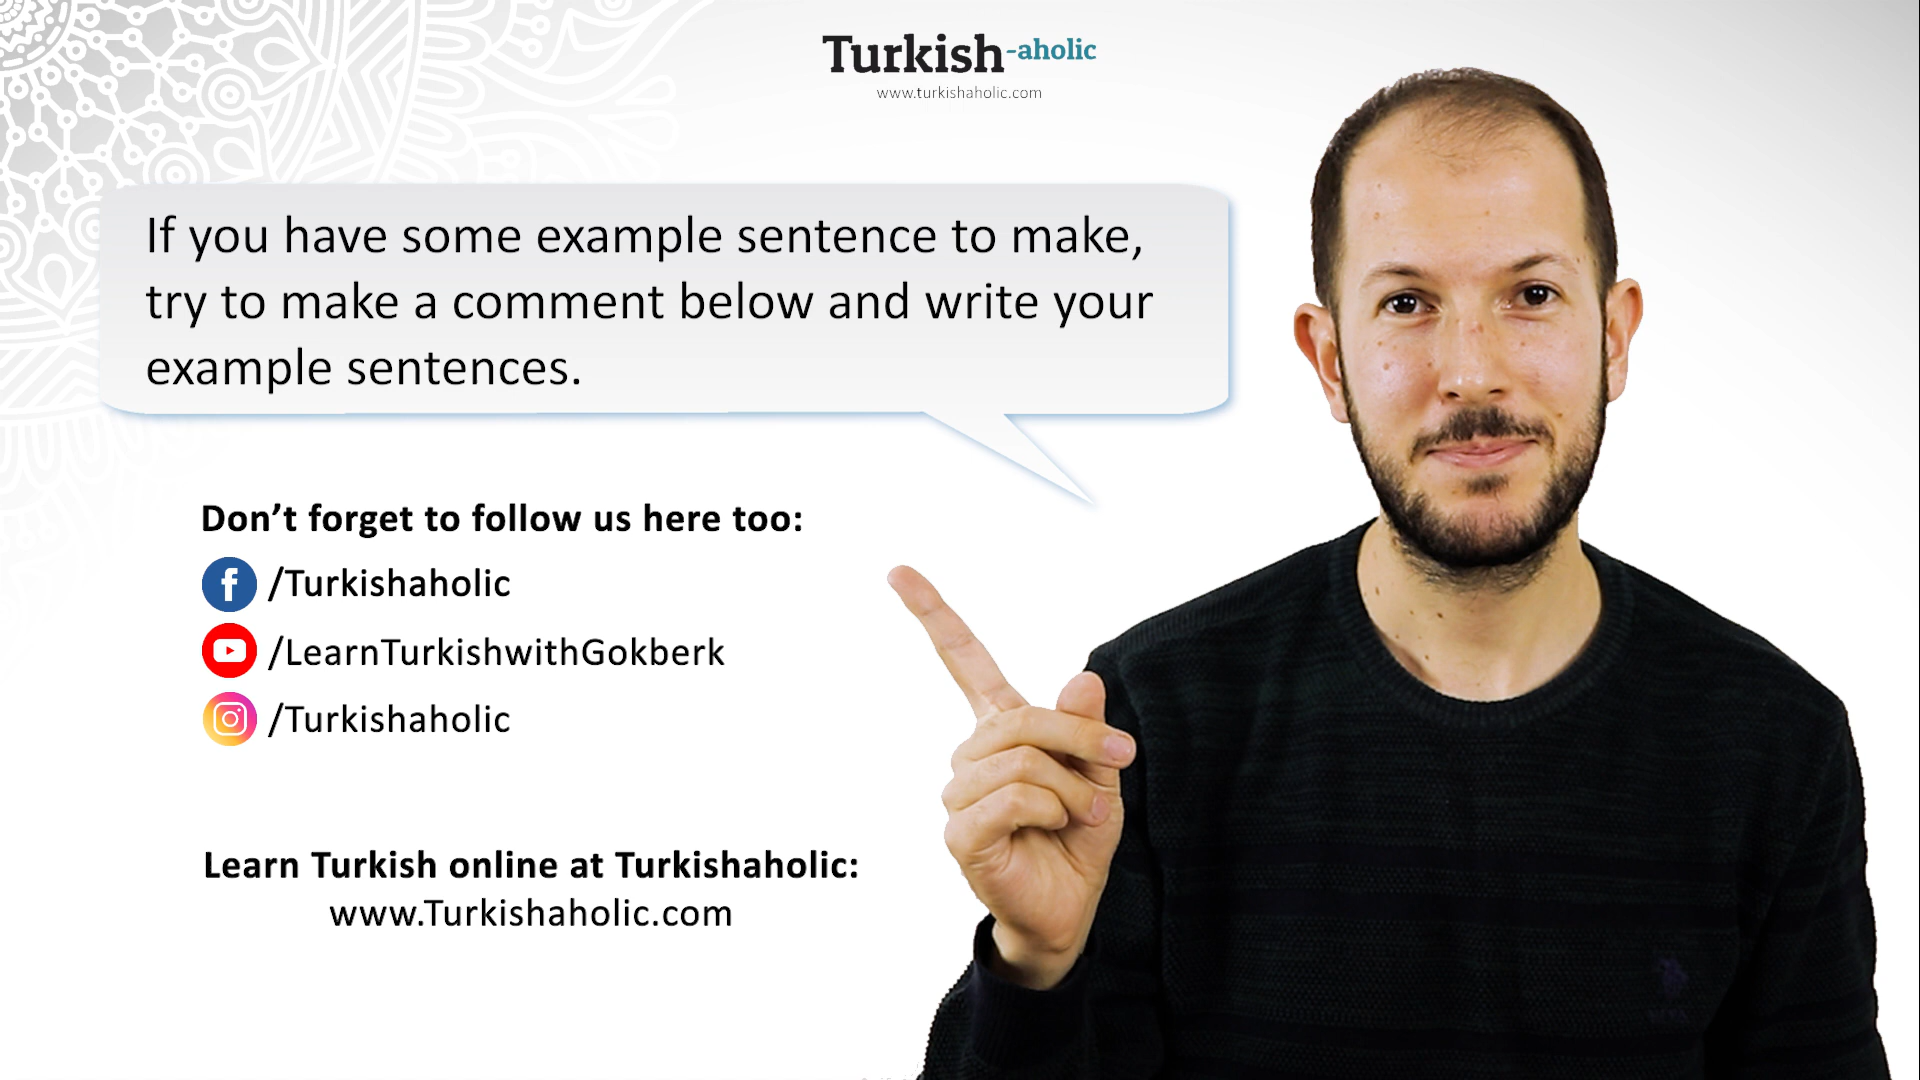 Turkish-aholic
www.turkishaholic.com
If you have some example sentence to make,
try to make a comment below and write your
example sentences.
Don’t forget to follow us here too:
/Turkishaholic
/LearnTurkishwithGokberk
/Turkishaholic
Learn Turkish online at Turkishaholic:
www.Turkishaholic.com